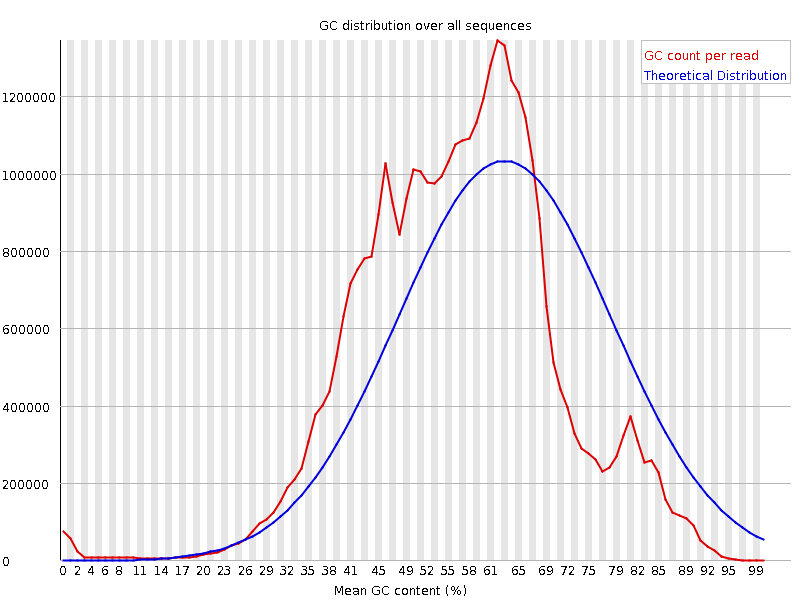 GC distribution over all sequences
GC count per read
Theoretical Distribution
1200000
1000000
800000
600000
400000
200000
0
0 2 4 6 8 11 14 17 20 23 26 29 32 35 38 41 45 49 52 55 58 61 65 69 72 75 79 82 85 89 92 95 99
Mean GC content (%)